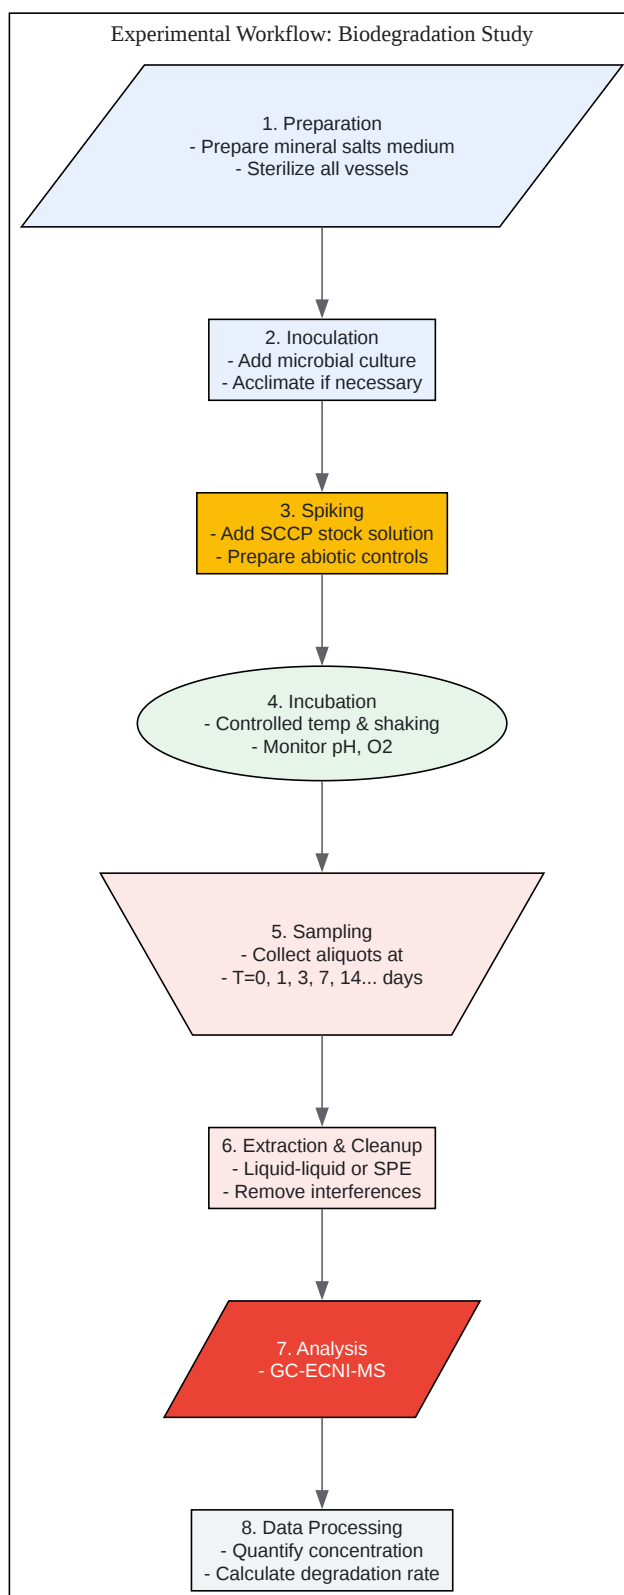 Experimental Workflow: Biodegradation Study
1. Preparation
- Prepare mineral salts medium
- Sterilize all vessels
2. Inoculation
- Add microbial culture
- Acclimate if necessary
3. Spiking
- Add SCCP stock solution
- Prepare abiotic controls
4. Incubation
- Controlled temp & shaking
- Monitor pH, O2
5. Sampling
- Collect aliquots at
- T=0, 1, 3, 7, 14... days
6. Extraction & Cleanup
- Liquid-liquid or SPE
- Remove interferences
7. Analysis
- GC-ECNI-MS
8. Data Processing
- Quantify concentration
- Calculate degradation rate